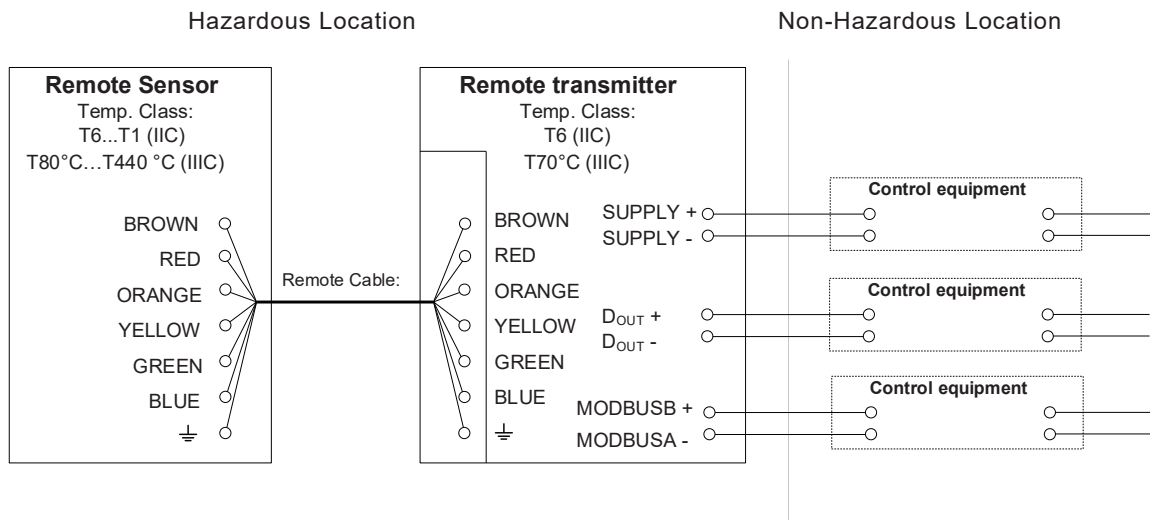 Hazardous Location
Non-Hazardous Location
Remote Sensor
Temp. Class:
T6...T1 (IIC)
T80°C…T440 °C (IIIC)
BROWN
RED
ORANGE
YELLOW
GREEN
BLUE
Remote Cable:
Remote transmitter
Temp. Class:
T6 (IIC)
T70°C (IIIC)
BROWN
RED
ORANGE
YELLOW
GREEN
BLUE
SUPPLY +
SUPPLY -
DOUT +
DOUT -
MODBUSB +
MODBUSA -
Control equipment
Control equipment
Control equipment